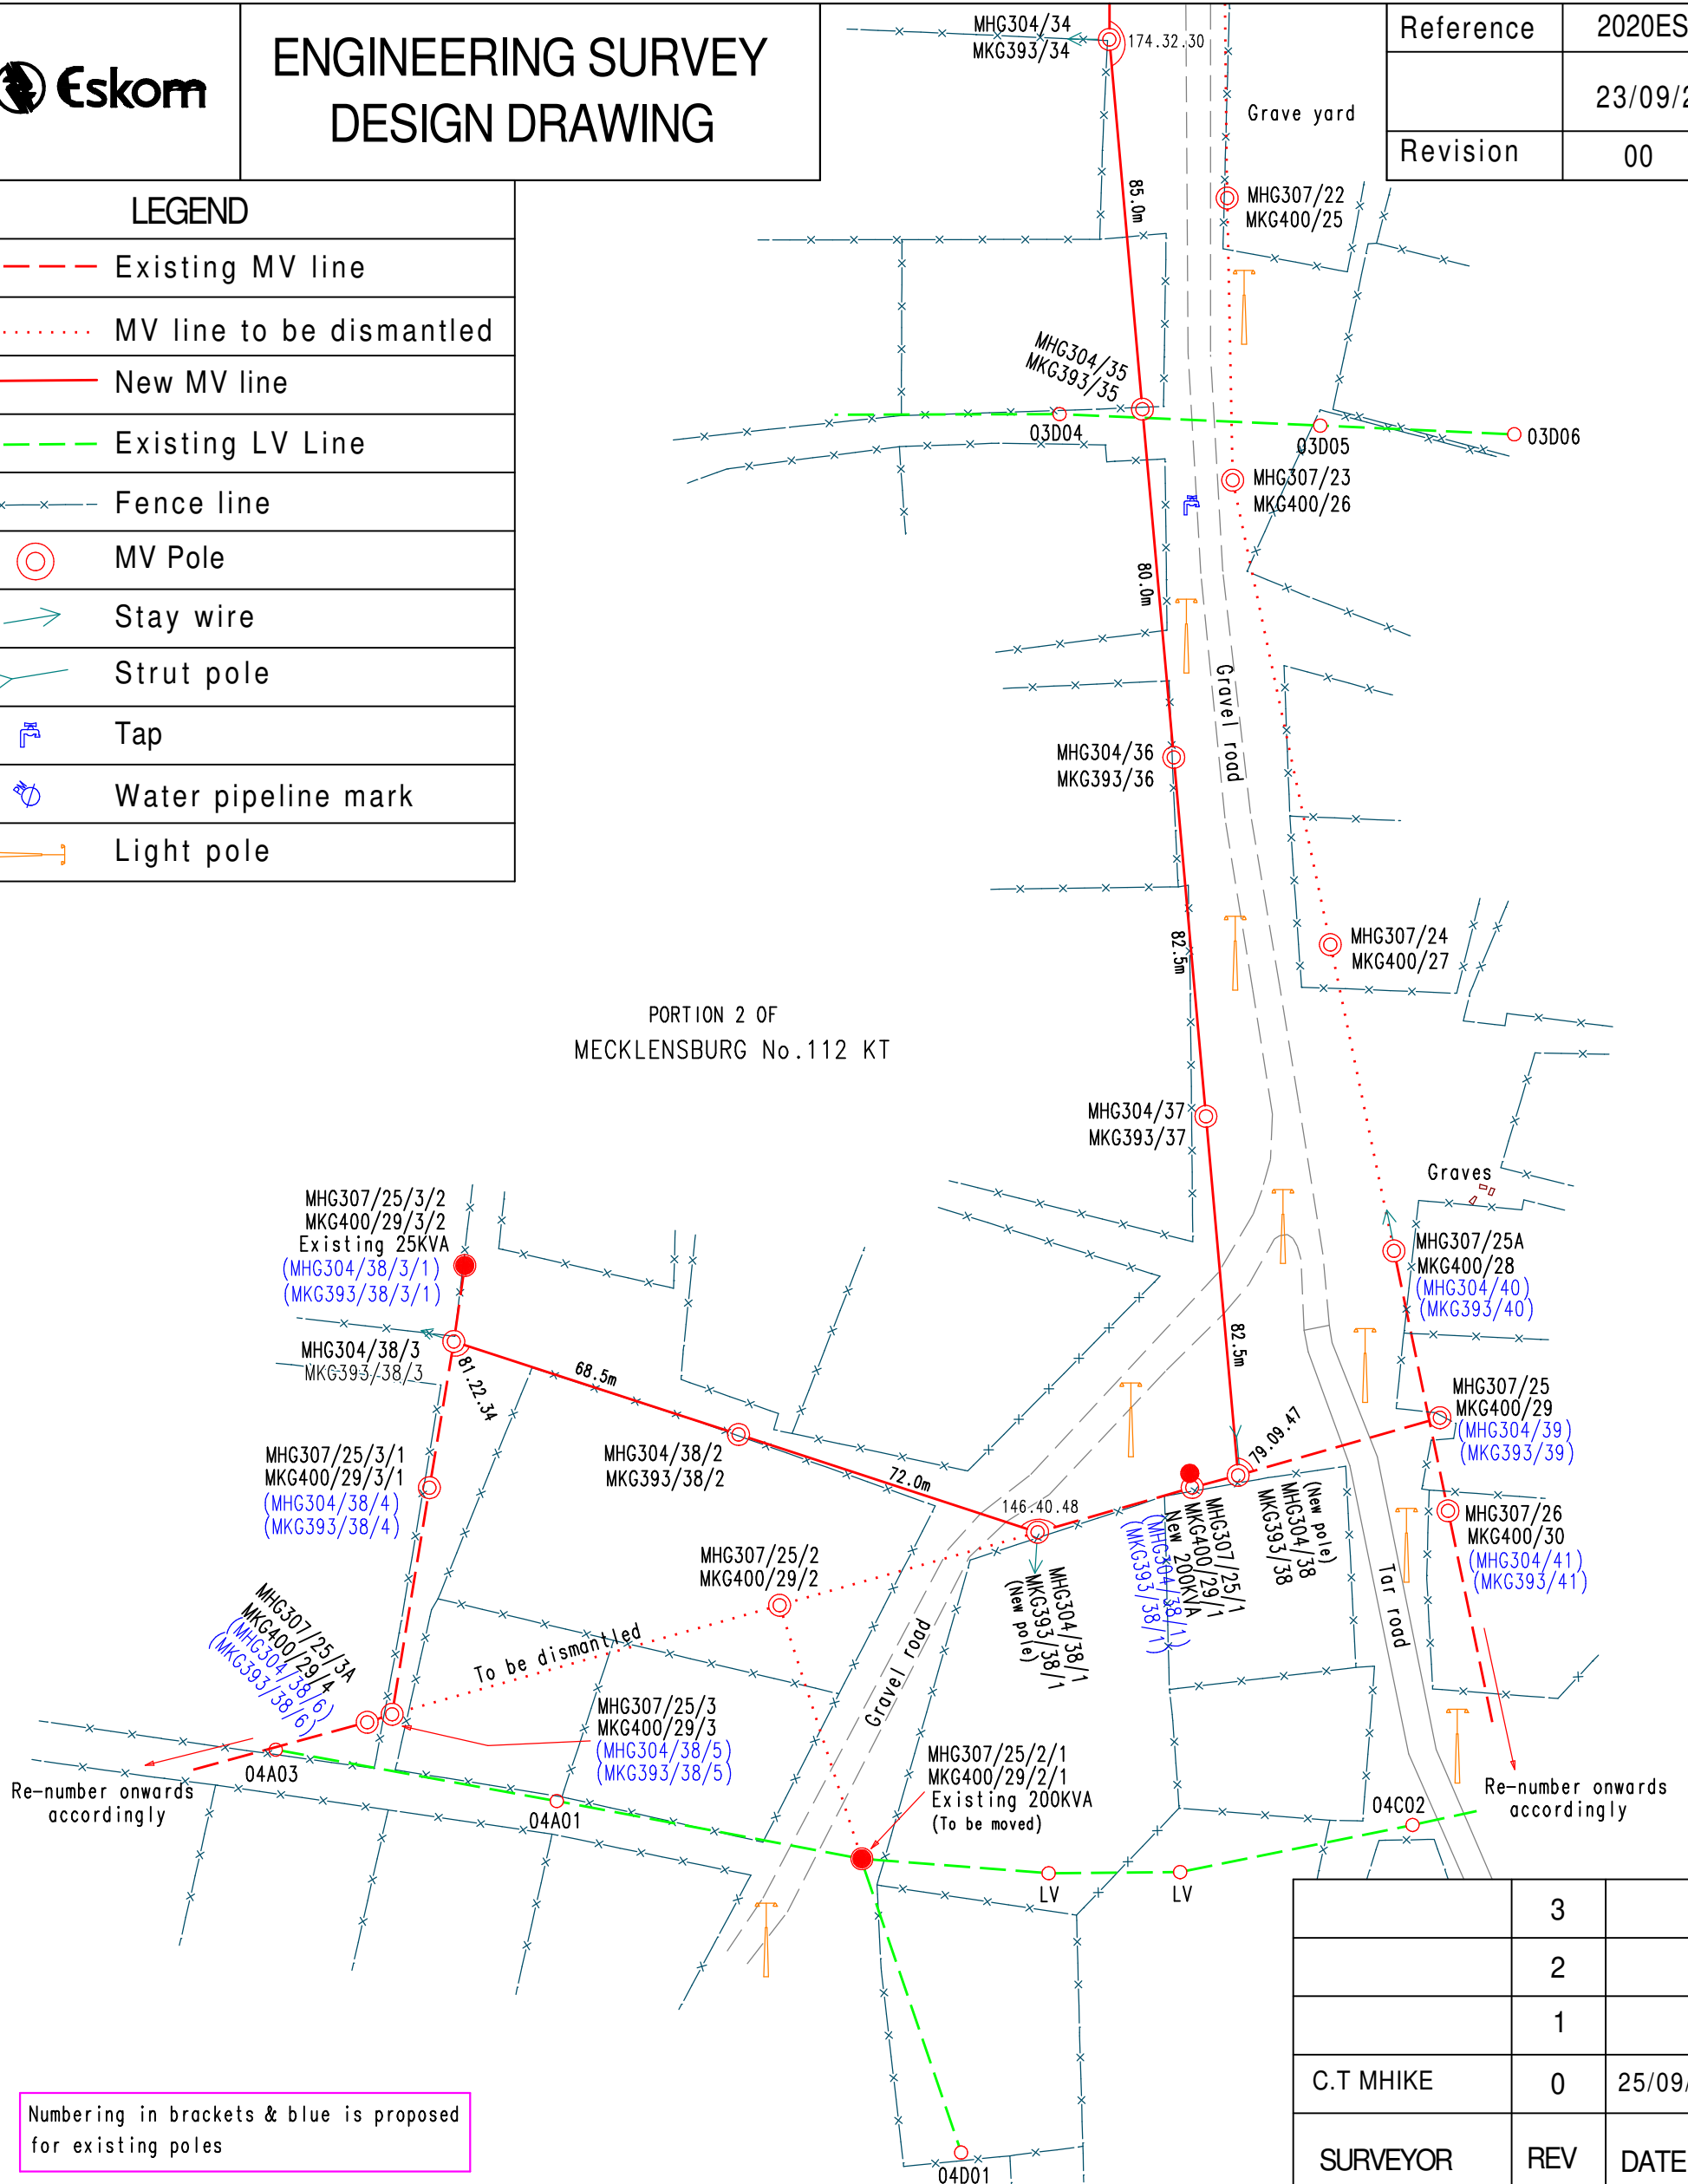 Eskom
ENGINEERING SURVEY
DESIGN DRAWING
Reference 2020ES
23/09/2
Revision 00
LEGEND
Existing MV line
MV line to be dismantled
New MV line
Existing LV Line
Fence line
MV Pole
Stay wire
Strut pole
Tap
PM
Water pipeline mark
Light pole
MHG304/34
MKG393/34
174.32.30
Grave yard
85.0m
MHG307/22
MKG400/25
MHG304/35
MKG393/35
03D04
03D05
03D06
MHG307/23
MKG400/26
80.0m
Gravel road
MHG304/36
MKG393/36
82.5m
MHG307/24
MKG400/27
PORTION 2 OF
MECKLENSBURG No.112 KT
MHG304/37
MKG393/37
Graves
MHG307/25/3/2
MKG400/29/3/2
Existing 25KVA
(MHG304/38/3/1)
(MKG393/38/3/1)
MHG307/25A
MKG400/28
(MHG304/40)
(MKG393/40)
MHG304/38/3
MKG393/38/3
81.22.34
68.5m
82.5m
MHG307/25
MKG400/29
(MHG304/39)
(MKG393/39)
79.09.47
MHG307/25/3/1
MKG400/29/3/1
(MHG304/38/4)
(MKG393/38/4)
MHG304/38/2
MKG393/38/2
72.0m
146.40.48
MHG307/26
MKG400/30
(MHG304/41)
(MKG393/41)
(New pole)
MHG304/38
MKG393/38
MHG307/25/1
MKG400/29/1
New 200KVA
(MHG304/38/1)
(MKG393/38/1)
MHG304/38/1
MKG393/38/1
(New pole)
MHG307/25/2
MKG400/29/2
Tar road
MHG307/25/3A
MKG400/29/4
(MHG304/38/6)
(MKG393/38/6)
To be dismantled
Gravel road
MHG307/25/3
MKG400/29/3
(MHG304/38/5)
(MKG393/38/5)
MHG307/25/2/1
MKG400/29/2/1
Existing 200KVA
(To be moved)
04A03
Re-number onwards
accordingly
04A01
04C02
Re-number onwards
accordingly
LV
LV
04D01
Numbering in brackets & blue is proposed
for existing poles
3
2
1
C.T MHIKE 0 25/09/
SURVEYOR REV DATE